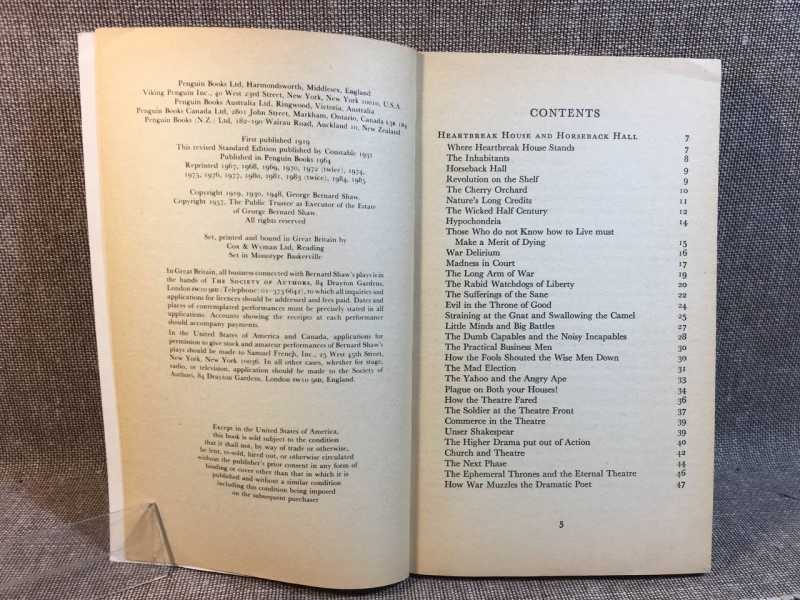 Penguin Books Ltd, Harmondsworth, Middlesex, England
Viking Penguin Inc., 40 West 23rd Street, New York, New York 10010, U.S.A.
Penguin Books Australia Ltd, Ringwood, Victoria, Australia
Penguin Books Canada Ltd, 2801 John Street, Markham, Ontario, Canada L3R 1B4
Penguin Books (N.Z.) Ltd, 182-190 Wairau Road, Auckland 10, New Zealand
First published 1919
This revised Standard Edition published by Constable 1931
Published in Penguin Books 1964
Reprinted 1967, 1968, 1969, 1970, 1972 (twice), 1974,
1975, 1976, 1977, 1980, 1981, 1983 (twice), 1984, 1985
Copyright 1919, 1930, 1948, George Bernard Shaw.
Copyright 1957, The Public Trustee as Executor of the Estate
of George Bernard Shaw.
All rights reserved
Set, printed and bound in Great Britain by
Cox & Wyman Ltd, Reading
Set in Monotype Baskerville
In Great Britain, all business connected with Bernard Shaw's plays is in
the hands of THE SOCIETY OF AUTHORS, 84 Drayton Gardens,
London SW10 9SD (Telephone: 01-373 6642), to which all inquiries and
applications for licences should be addressed and fees paid. Dates and
places of contemplated performances must be precisely stated in all
applications. Accounts showing the receipts at each performance
should accompany payments.
In the United States of America and Canada, applications for
permission to give stock and amateur performances of Bernard Shaw's
plays should be made to Samuel French, Inc., 25 West 45th Street,
New York, New York 10036. In all other cases, whether for stage,
radio, or television, application should be made to the Society of
Authors, 84 Drayton Gardens, London SW10 9SD, England.
Except in the United States of America,
this book is sold subject to the condition
that it shall not, by way of trade or otherwise,
be lent, re-sold, hired out, or otherwise circulated
without the publisher's prior consent in any form of
binding or cover other than that in which it is
published and without a similar condition
including this condition being imposed
on the subsequent purchaser
CONTENTS
HEARTBREAK HOUSE AND HORSEBACK HALL 7
Where Heartbreak House Stands 7
The Inhabitants 8
Horseback Hall 9
Revolution on the Shelf 9
The Cherry Orchard 10
Nature's Long Credits 11
The Wicked Half Century 12
Hypochondria 14
Those Who do not Know how to Live must
Make a Merit of Dying 15
War Delirium 16
Madness in Court 17
The Long Arm of War 19
The Rabid Watchdogs of Liberty 20
The Sufferings of the Sane 22
Evil in the Throne of Good 24
Straining at the Gnat and Swallowing the Camel 25
Little Minds and Big Battles 27
The Dumb Capables and the Noisy Incapables 28
The Practical Business Men 30
How the Fools Shouted the Wise Men Down 30
The Mad Election 31
The Yahoo and the Angry Ape 33
Plague on Both your Houses! 34
How the Theatre Fared 36
The Soldier at the Theatre Front 37
Commerce in the Theatre 39
Unser Shakespear 39
The Higher Drama put out of Action 40
Church and Theatre 42
The Next Phase 44
The Ephemeral Thrones and the Eternal Theatre 46
How War Muzzles the Dramatic Poet 47
5